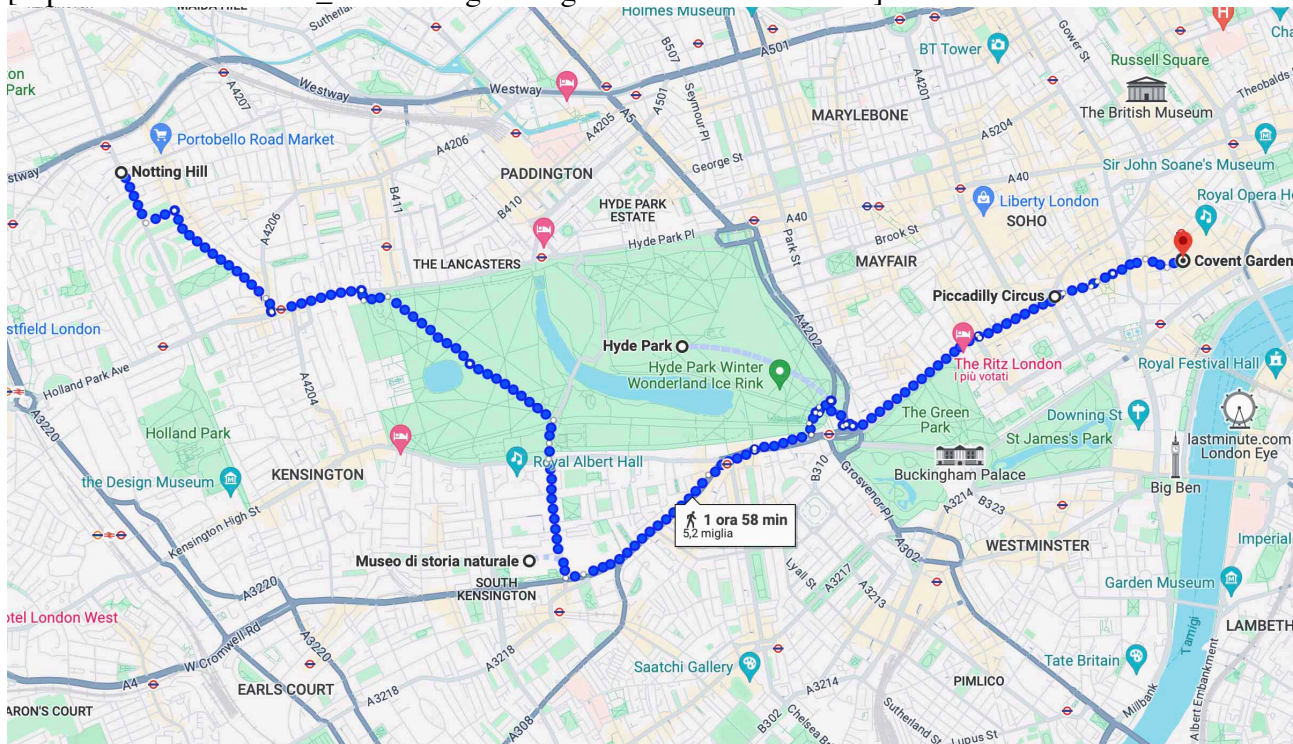 MAIDA HILL
Holmes Museum
A501
B507
Gower St
Russell Square
BT Tower
A4201
Theobalds
A4207
Westway
Westway
A501
A5
Seymour Pl
A4205
The British Museum
Park
MARYLEBONE
A5204
Portobello Road Market
A4206
George St
Sir John Soane's Museum
Notting Hill
PADDINGTON
A40
B411
B410
HYDE PARK
ESTATE
Liberty London
SOHO
Royal Opera Ho
A4206
A40
Park St
Brook St
Hyde Park Pl
THE LANCASTERS
MAYFAIR
Covent Garden
Piccadilly Circus
A4202
stfield London
Hyde Park
The Ritz London
I più votati
Royal Festival Hall
Holland Park Ave
Hyde Park Winter
Wonderland Ice Rink
A4204
A3220
The Green
Park
Downing St
Holland Park
St James's Park
lastminute.com
London Eye
KENSINGTON
Royal Albert Hall
B310
Buckingham Palace
the Design Museum
Grosvenor Pl
Big Ben
A3214
B323
1 ora 58 min
5,2 miglia
Kensington High St
A302
WESTMINSTER
Imperial
Museo di storia naturale
SOUTH
KENSINGTON
Lyall St
A3217
A3213
A3220
Garden Museum
otel London West
LAMBETH
W Cromwell Rd
A3220
A3218
Tamigi
Saatchi Gallery
Tate Britain
A4
EARLS COURT
A3218
A3214
PIMLICO
Albert Embankment
Millbank
ARON'S COURT
A308
B302
Chelsea Br
Sutherland St
Lupus St